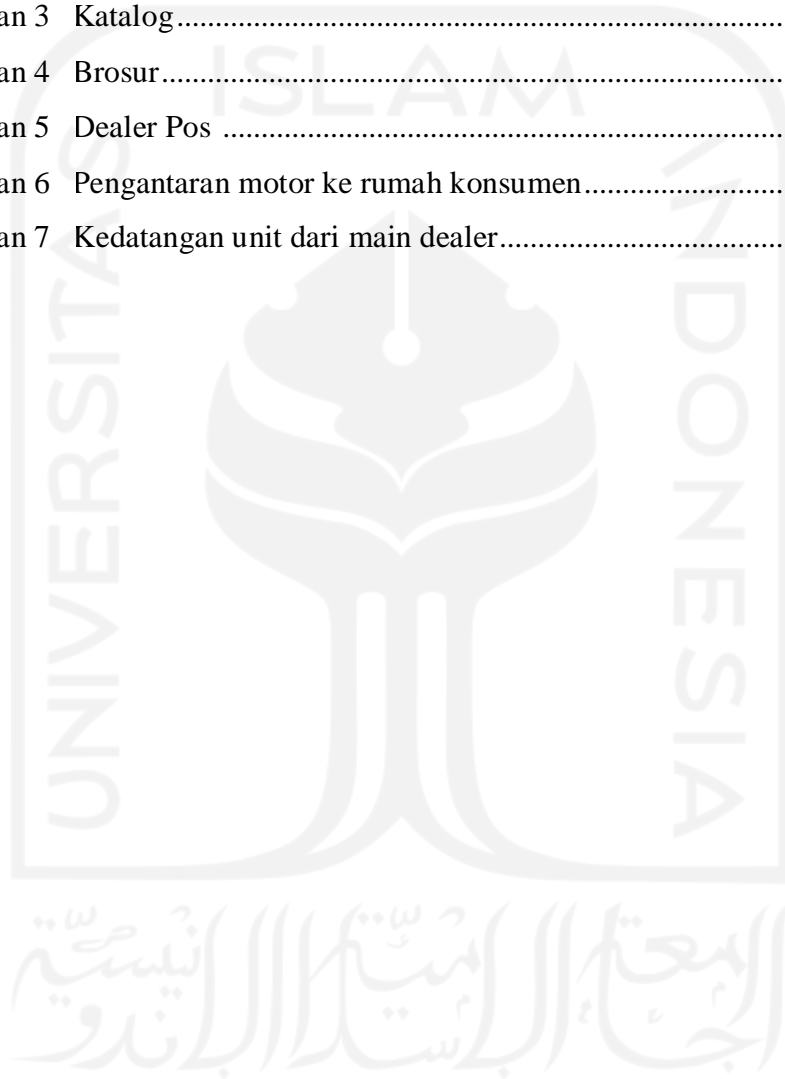 an 3 Katalog................................................................................
an 4 Brosur..................................................................................
an 5 Dealer Pos ..........................................................................
an 6 Pengantaran motor ke rumah konsumen..........................
an 7 Kedatangan unit dari main dealer.....................................
ISLAM
UNIVERSITAS
INDONESIA